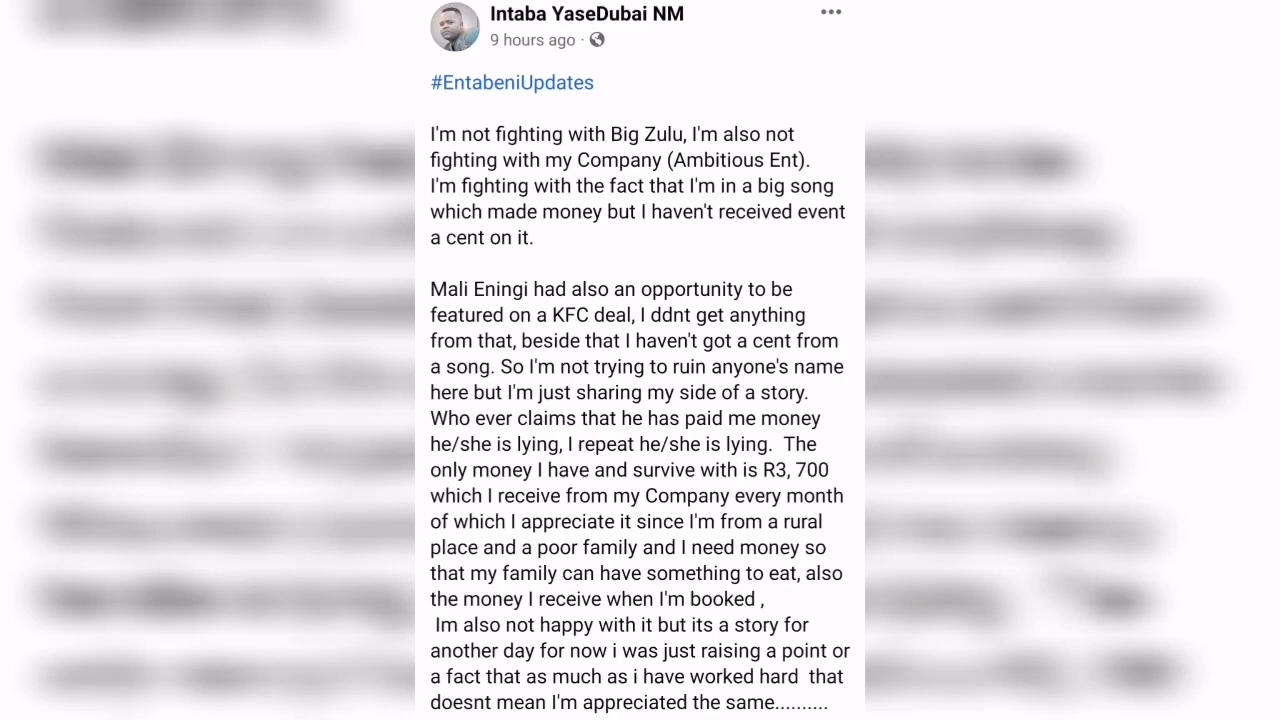 Intaba YaseDubai NM
9 hours ago ·
#EntabeniUpdates
I'm not fighting with Big Zulu, I'm also not
fighting with my Company (Ambitious Ent).
I'm fighting with the fact that I'm in a big song
which made money but I haven't received event
a cent on it.
Mali Eningi had also an opportunity to be
featured on a KFC deal, I ddnt get anything
from that, beside that I haven't got a cent from
a song. So I'm not trying to ruin anyone's name
here but I'm just sharing my side of a story.
Who ever claims that he has paid me money
he/she is lying, I repeat he/she is lying.  The
only money I have and survive with is R3, 700
which I receive from my Company every month
of which I appreciate it since I'm from a rural
place and a poor family and I need money so
that my family can have something to eat, also
the money I receive when I'm booked ,
Im also not happy with it but its a story for
another day for now i was just raising a point or
a fact that as much as i have worked hard  that
doesnt mean I'm appreciated the same..........